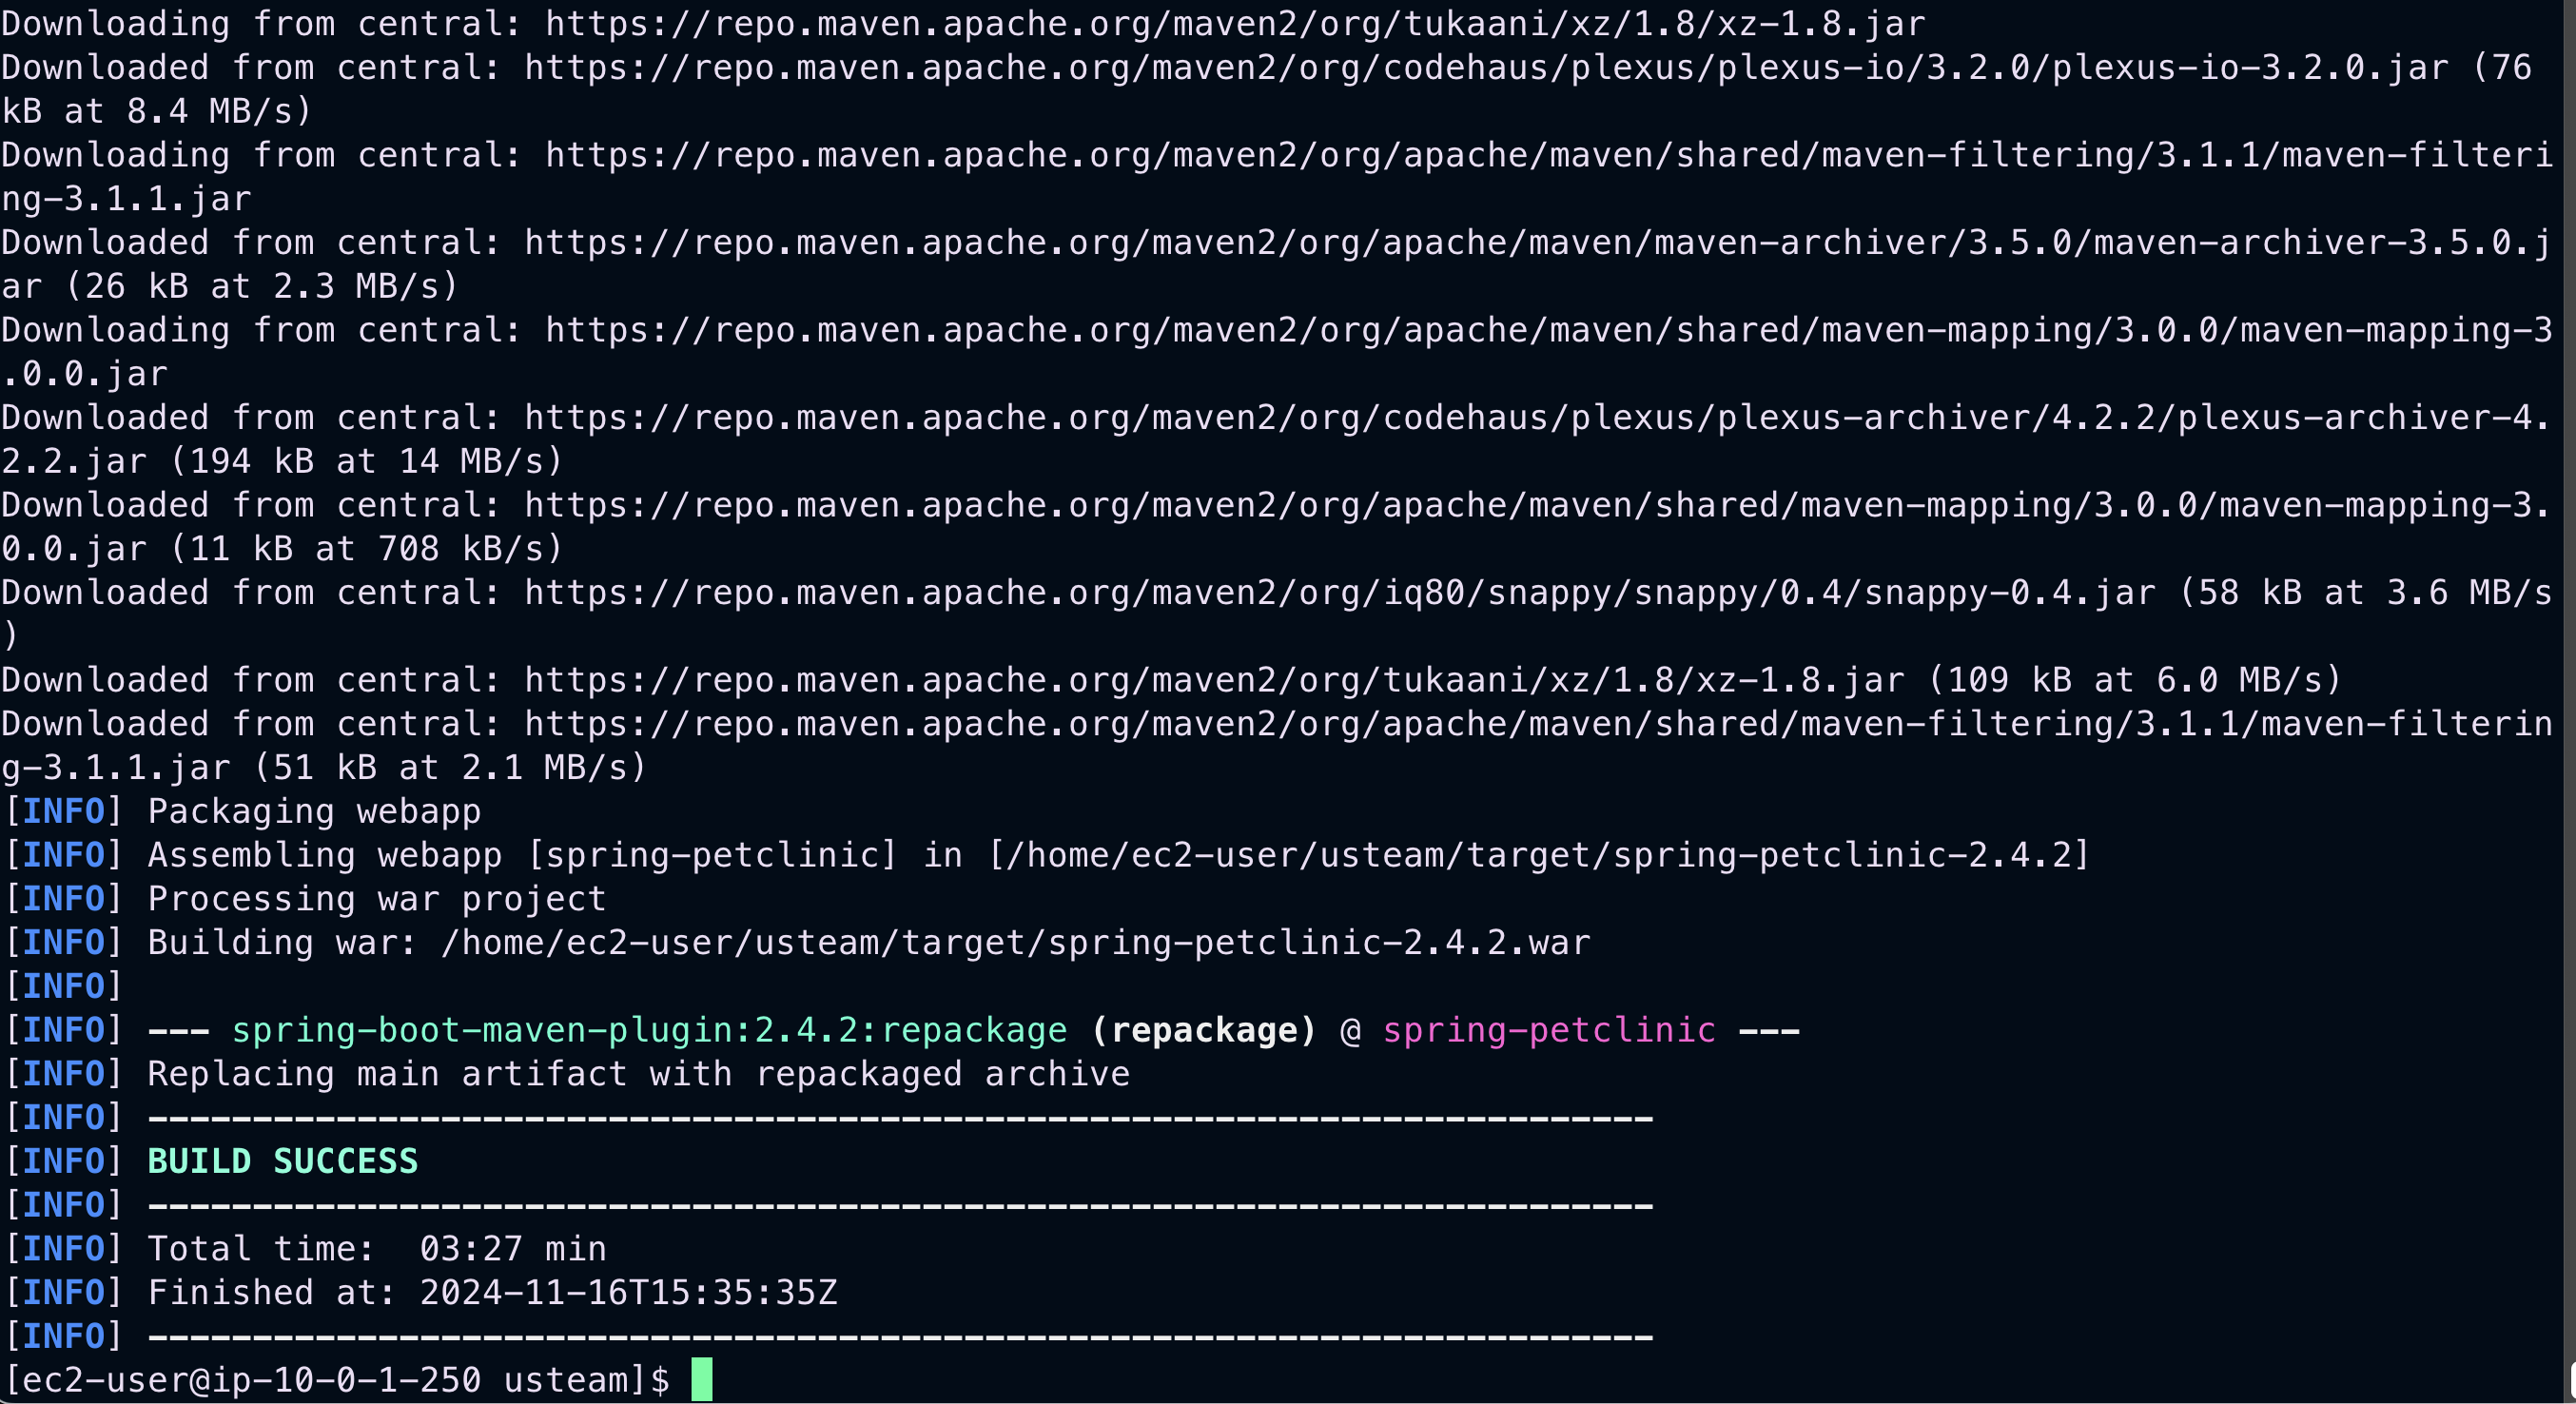 Downloading from central: https://repo.maven.apache.org/maven2/org/tukaani/xz/1.8/xz-1.8.jar
Downloaded from central: https://repo.maven.apache.org/maven2/org/codehaus/plexus/plexus-io/3.2.0/plexus-io-3.2.0.jar (76
kB at 8.4 MB/s)
Downloading from central: https://repo.maven.apache.org/maven2/org/apache/maven/shared/maven-filtering/3.1.1/maven-filteri
ng-3.1.1.jar
Downloaded from central: https://repo.maven.apache.org/maven2/org/apache/maven/maven-archiver/3.5.0/maven-archiver-3.5.0.j
ar (26 kB at 2.3 MB/s)
Downloading from central: https://repo.maven.apache.org/maven2/org/apache/maven/shared/maven-mapping/3.0.0/maven-mapping-3
.0.0.jar
Downloaded from central: https://repo.maven.apache.org/maven2/org/codehaus/plexus/plexus-archiver/4.2.2/plexus-archiver-4.
2.2.jar (194 kB at 14 MB/s)
Downloaded from central: https://repo.maven.apache.org/maven2/org/apache/maven/shared/maven-mapping/3.0.0/maven-mapping-3.
0.0.jar (11 kB at 708 kB/s)
Downloaded from central: https://repo.maven.apache.org/maven2/org/iq80/snappy/snappy/0.4/snappy-0.4.jar (58 kB at 3.6 MB/s
)
Downloaded from central: https://repo.maven.apache.org/maven2/org/tukaani/xz/1.8/xz-1.8.jar (109 kB at 6.0 MB/s)
Downloaded from central: https://repo.maven.apache.org/maven2/org/apache/maven/shared/maven-filtering/3.1.1/maven-filterin
g-3.1.1.jar (51 kB at 2.1 MB/s)
[INFO] Packaging webapp
[INFO] Assembling webapp [spring-petclinic] in [/home/ec2-user/usteam/target/spring-petclinic-2.4.2]
[INFO] Processing war project
[INFO] Building war: /home/ec2-user/usteam/target/spring-petclinic-2.4.2.war
[INFO]
[INFO] --- spring-boot-maven-plugin:2.4.2:repackage (repackage) @ spring-petclinic ---
[INFO] Replacing main artifact with repackaged archive
[INFO] ------------------------------------------------------------------------
[INFO] BUILD SUCCESS
[INFO] ------------------------------------------------------------------------
[INFO] Total time:  03:27 min
[INFO] Finished at: 2024-11-16T15:35:35Z
[INFO] ------------------------------------------------------------------------
[ec2-user@ip-10-0-1-250 usteam]$